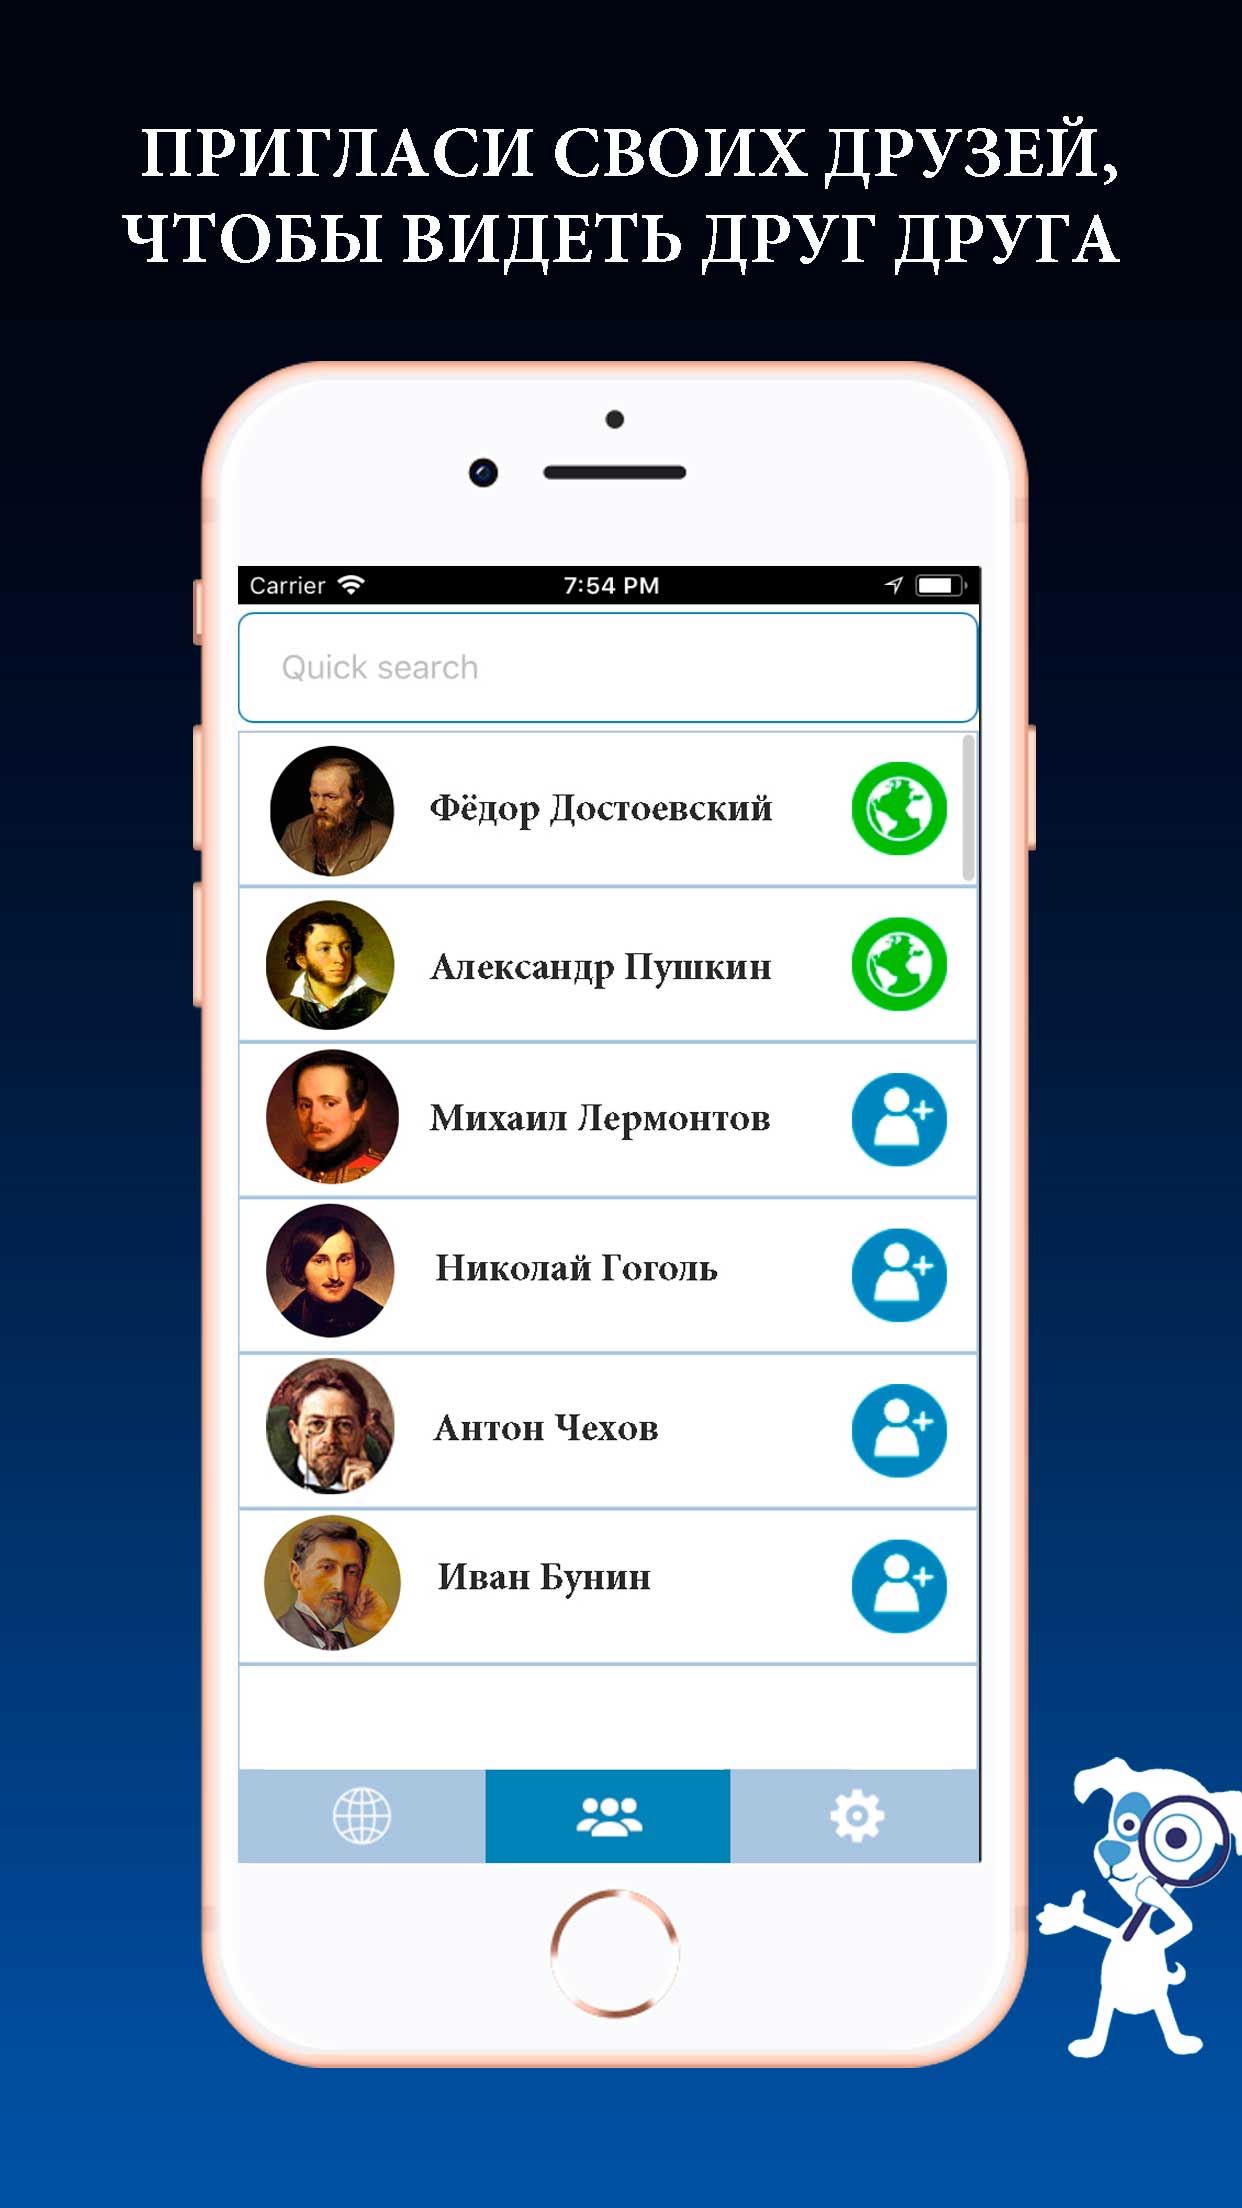 ПРИГЛАСИ СВОИХ ДРУЗЕЙ,
ЧТОБЫ ВИДЕТЬ ДРУГ ДРУГА
Carrier 7:54 PM
Quick search
Фёдор Достоевский
Александр Пушкин
Михаил Лермонтов
Николай Гоголь
Антон Чехов
Иван Бунин